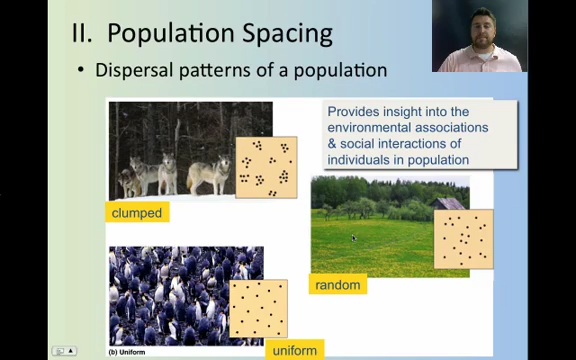 II. Population Spacing
• Dispersal patterns of a population
Provides insight into the
environmental associations
& social interactions of
individuals in population
clumped
random
(b) Uniform
uniform